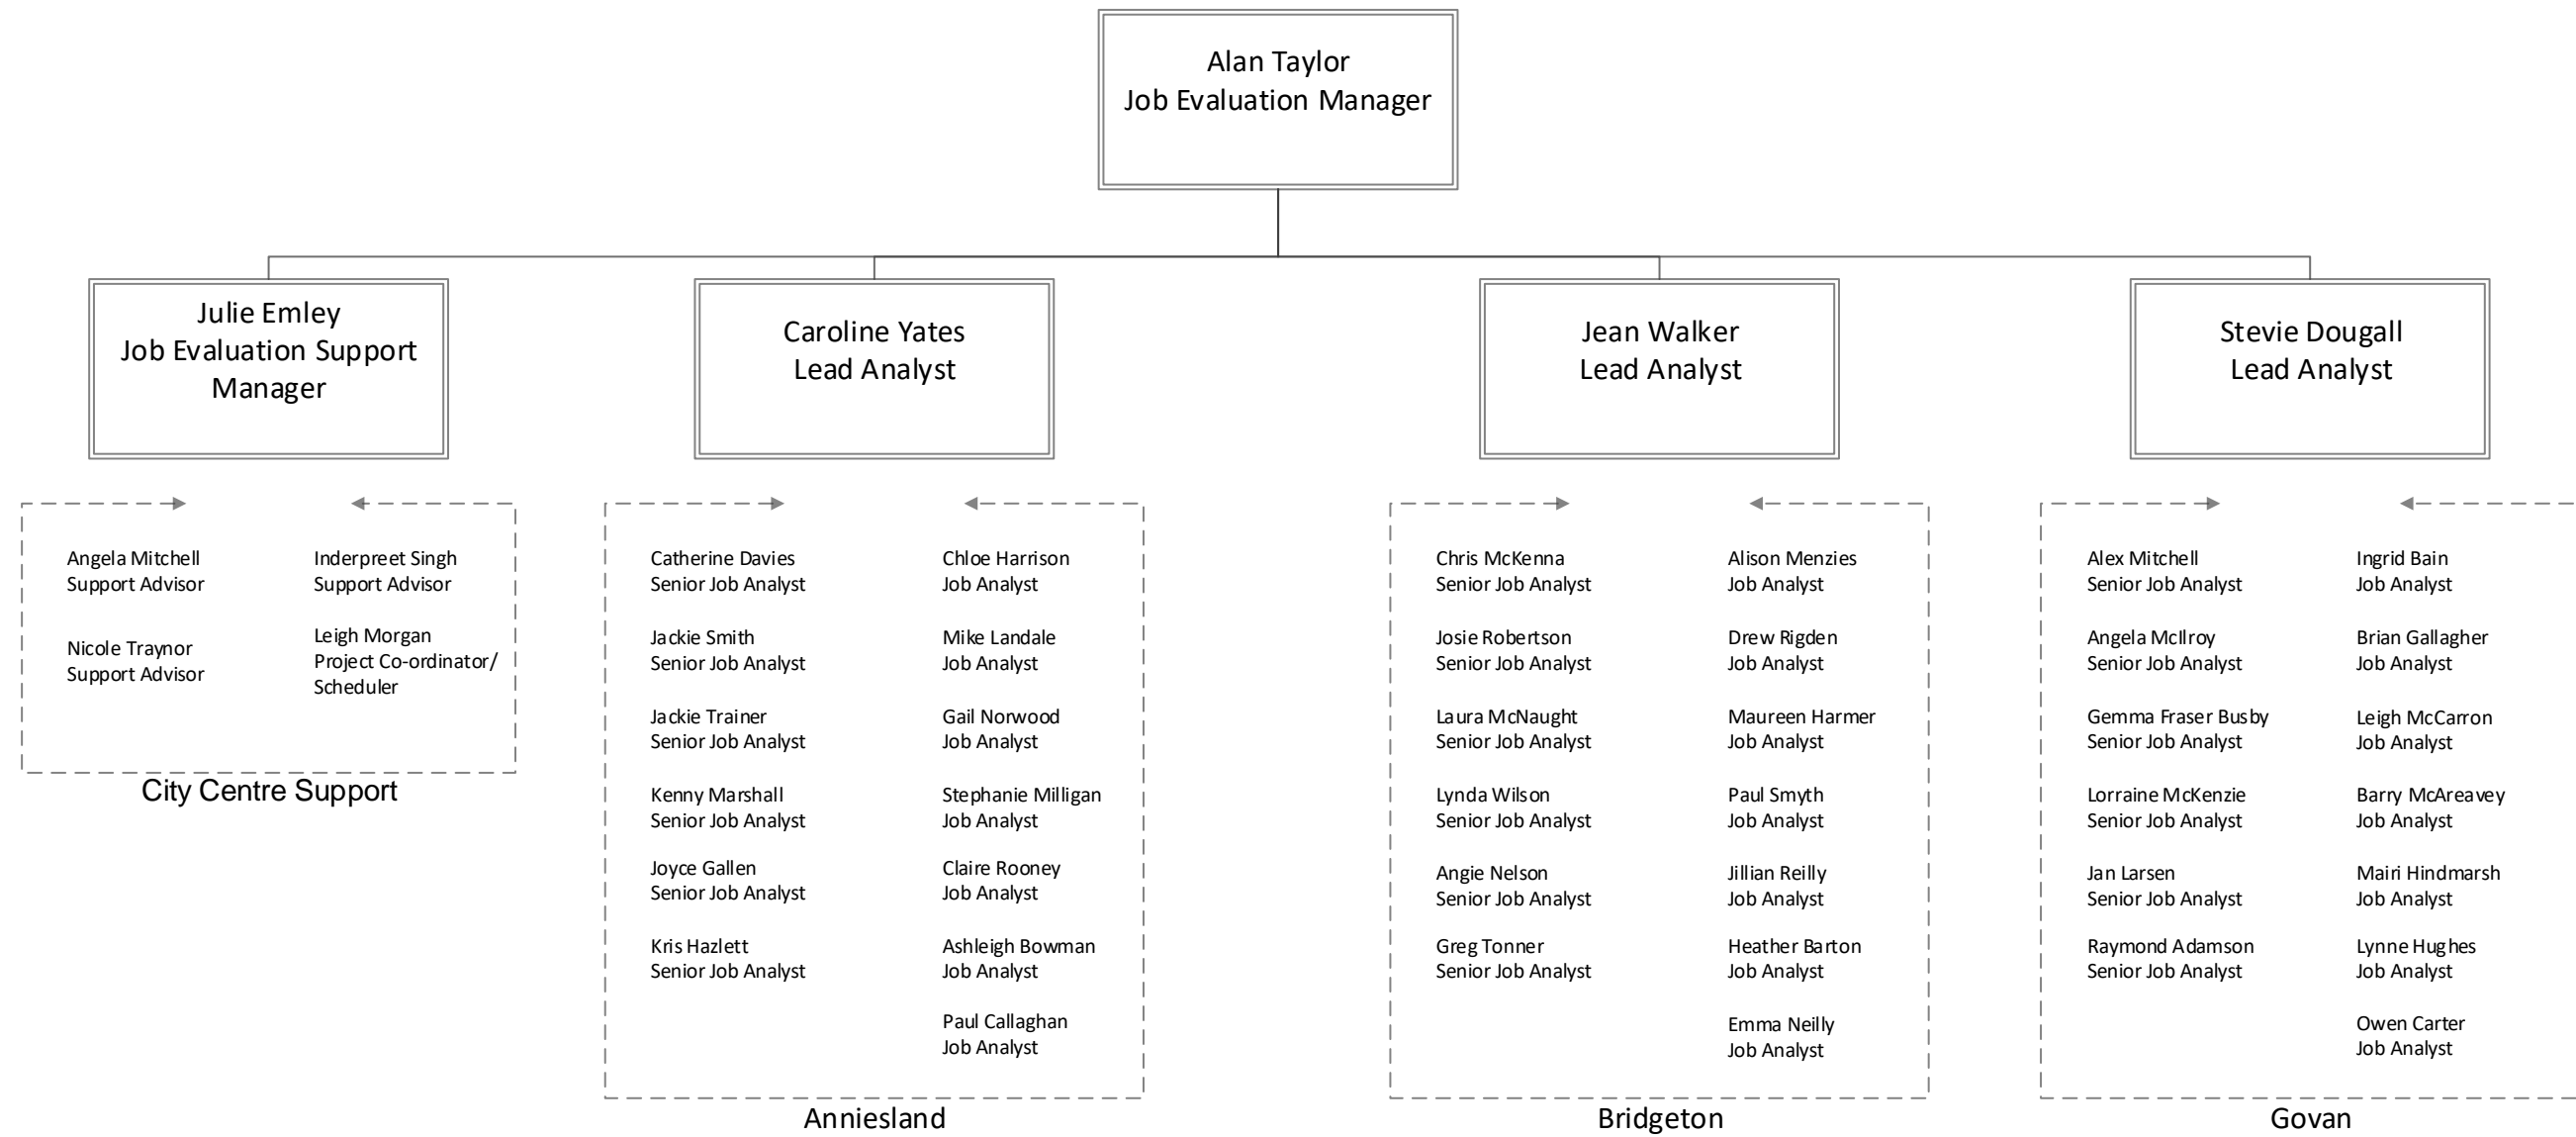 Alan Taylor
Job Evaluation Manager
Julie Emley
Job Evaluation Support
Manager
Caroline Yates
Lead Analyst
Jean Walker
Lead Analyst
Stevie Dougall
Lead Analyst
Angela Mitchell
Support Advisor
Nicole Traynor
Support Advisor
Inderpreet Singh
Support Advisor
Leigh Morgan
Project Co-ordinator/
Scheduler
City Centre Support
Catherine Davies
Senior Job Analyst
Jackie Smith
Senior Job Analyst
Jackie Trainer
Senior Job Analyst
Kenny Marshall
Senior Job Analyst
Joyce Gallen
Senior Job Analyst
Kris Hazlett
Senior Job Analyst
Chloe Harrison
Job Analyst
Mike Landale
Job Analyst
Gail Norwood
Job Analyst
Stephanie Milligan
Job Analyst
Claire Rooney
Job Analyst
Ashleigh Bowman
Job Analyst
Paul Callaghan
Job Analyst
Anniesland
Chris McKenna
Senior Job Analyst
Josie Robertson
Senior Job Analyst
Laura McNaught
Senior Job Analyst
Lynda Wilson
Senior Job Analyst
Angie Nelson
Senior Job Analyst
Greg Tonner
Senior Job Analyst
Alison Menzies
Job Analyst
Drew Rigden
Job Analyst
Maureen Harmer
Job Analyst
Paul Smyth
Job Analyst
Jillian Reilly
Job Analyst
Heather Barton
Job Analyst
Emma Neilly
Job Analyst
Bridgeton
Alex Mitchell
Senior Job Analyst
Angela McIlroy
Senior Job Analyst
Gemma Fraser Busby
Senior Job Analyst
Lorraine McKenzie
Senior Job Analyst
Jan Larsen
Senior Job Analyst
Raymond Adamson
Senior Job Analyst
Ingrid Bain
Job Analyst
Brian Gallagher
Job Analyst
Leigh McCarron
Job Analyst
Barry McAreavey
Job Analyst
Mairi Hindmarsh
Job Analyst
Lynne Hughes
Job Analyst
Owen Carter
Job Analyst
Govan